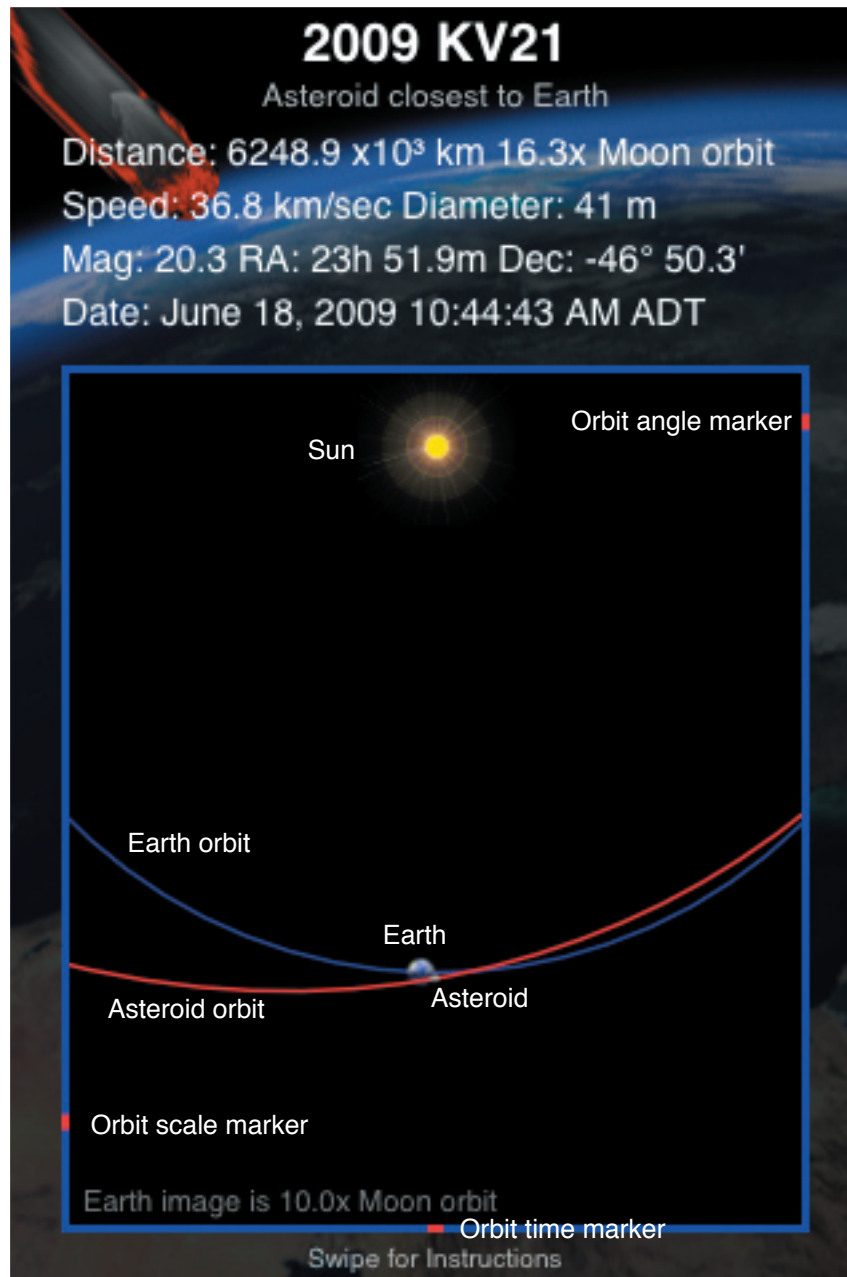 2009 KV21
Asteroid closest to Earth
Distance: 6248.9 x10³ km 16.3x Moon orbit
Speed: 36.8 km/sec Diameter: 41 m
Mag: 20.3 RA: 23h 51.9m Dec: -46° 50.3'
Date: June 18, 2009 10:44:43 AM ADT
Orbit angle marker
Sun
Earth orbit
Earth
Asteroid
Asteroid orbit
Orbit scale marker
Earth image is 10.0x Moon orbit
Orbit time marker
Swipe for Instructions